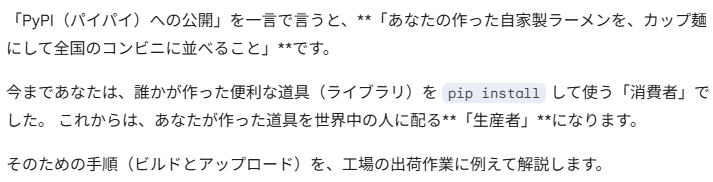 「PyPI（パイパイ）への公開」を一言で言うと、**「あなたの作った自家製ラーメンを、カップ麺
にして全国のコンビニに並べること」**です。
今まであなたは、誰かが作った便利な道具（ライブラリ）を pip install して使う「消費者」で
した。 これからは、あなたが作った道具を世界中の人に配る**「生産者」**になります。
そのための手順（ビルドとアップロード）を、工場の出荷作業に例えて解説します。